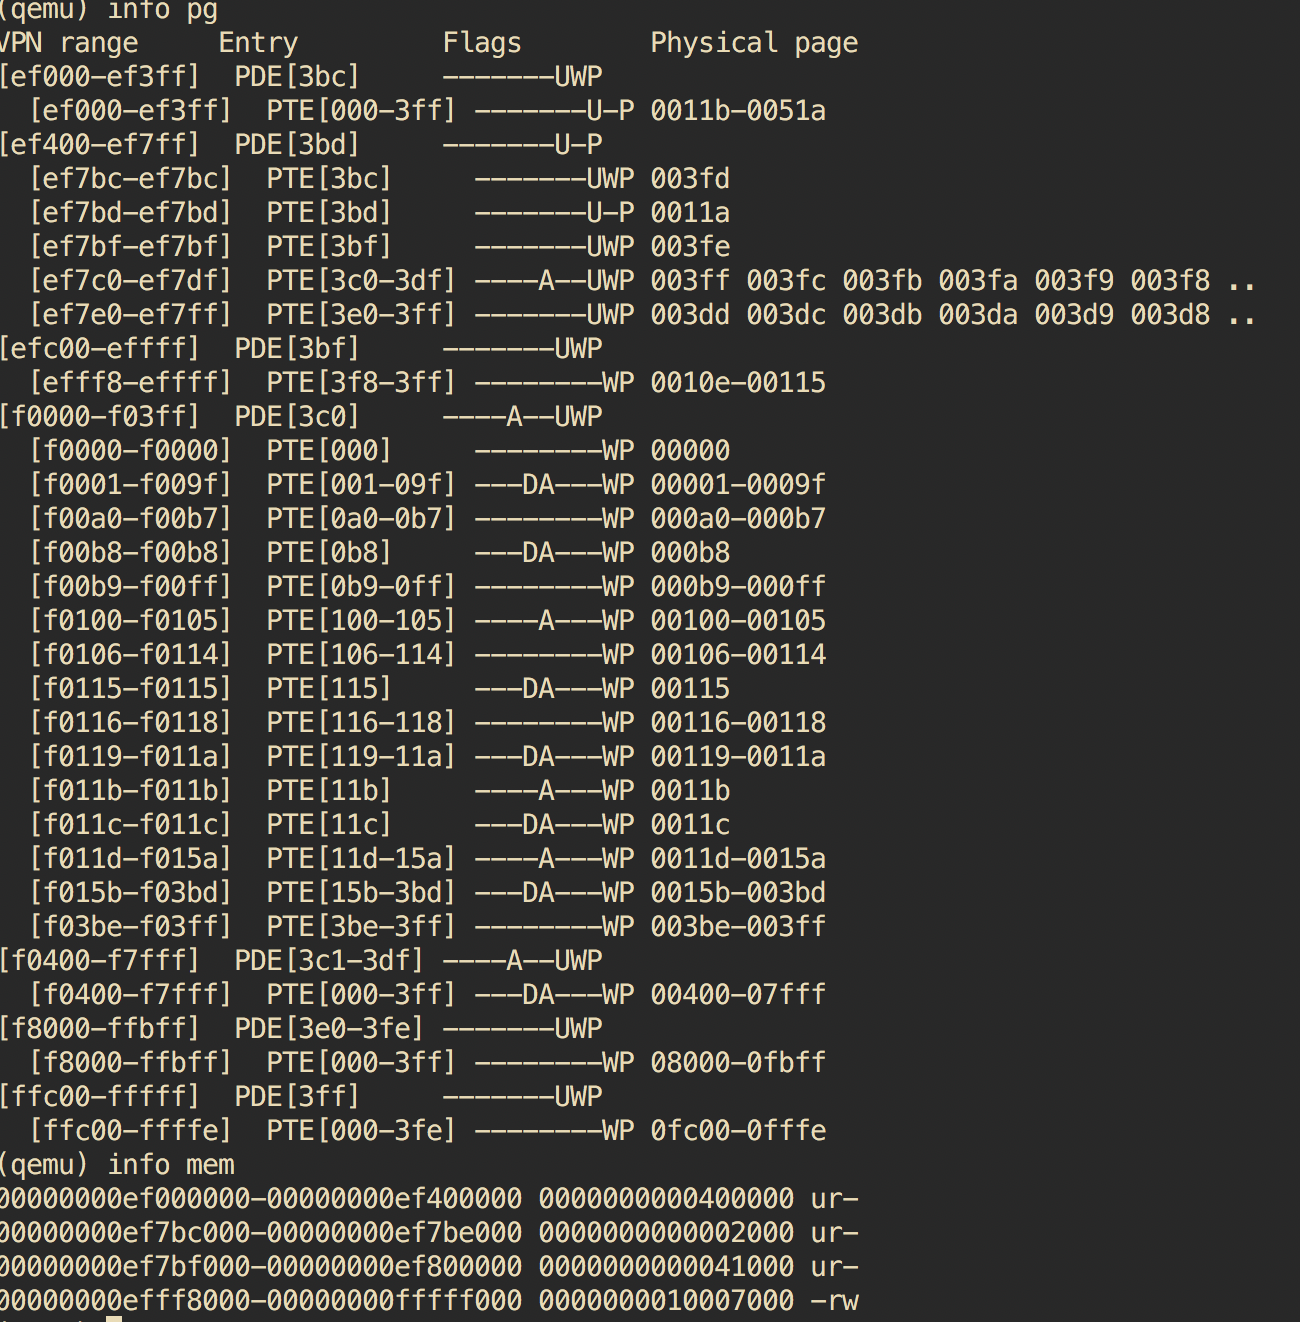 (qemu) info pg
VPN range     Entry         Flags        Physical page
[ef000-ef3ff]  PDE[3bc]     -------UWP
  [ef000-ef3ff]  PTE[000-3ff] -------U-P 0011b-0051a
[ef400-ef7ff]  PDE[3bd]     -------U-P
  [ef7bc-ef7bc]  PTE[3bc]     -------UWP 003fd
  [ef7bd-ef7bd]  PTE[3bd]     -------U-P 0011a
  [ef7bf-ef7bf]  PTE[3bf]     -------UWP 003fe
  [ef7c0-ef7df]  PTE[3c0-3df] ----A--UWP 003ff 003fc 003fb 003fa 003f9 003f8 ..
  [ef7e0-ef7ff]  PTE[3e0-3ff] -------UWP 003dd 003dc 003db 003da 003d9 003d8 ..
[efc00-effff]  PDE[3bf]     -------UWP
  [efff8-effff]  PTE[3f8-3ff] --------WP 0010e-00115
[f0000-f03ff]  PDE[3c0]     ----A--UWP
  [f0000-f0000]  PTE[000]     --------WP 00000
  [f0001-f009f]  PTE[001-09f] ---DA---WP 00001-0009f
  [f00a0-f00b7]  PTE[0a0-0b7] --------WP 000a0-000b7
  [f00b8-f00b8]  PTE[0b8]     ---DA---WP 000b8
  [f00b9-f00ff]  PTE[0b9-0ff] --------WP 000b9-000ff
  [f0100-f0105]  PTE[100-105] ----A---WP 00100-00105
  [f0106-f0114]  PTE[106-114] --------WP 00106-00114
  [f0115-f0115]  PTE[115]     ---DA---WP 00115
  [f0116-f0118]  PTE[116-118] --------WP 00116-00118
  [f0119-f011a]  PTE[119-11a] ---DA---WP 00119-0011a
  [f011b-f011b]  PTE[11b]     ----A---WP 0011b
  [f011c-f011c]  PTE[11c]     ---DA---WP 0011c
  [f011d-f015a]  PTE[11d-15a] ----A---WP 0011d-0015a
  [f015b-f03bd]  PTE[15b-3bd] ---DA---WP 0015b-003bd
  [f03be-f03ff]  PTE[3be-3ff] --------WP 003be-003ff
[f0400-f7fff]  PDE[3c1-3df] ----A--UWP
  [f0400-f7fff]  PTE[000-3ff] ---DA---WP 00400-07fff
[f8000-ffbff]  PDE[3e0-3fe] -------UWP
  [f8000-ffbff]  PTE[000-3ff] --------WP 08000-0fbff
[ffc00-fffff]  PDE[3ff]     -------UWP
  [ffc00-ffffe]  PTE[000-3fe] --------WP 0fc00-0fffe
(qemu) info mem
00000000ef000000-00000000ef400000 0000000000400000 ur-
00000000ef7bc000-00000000ef7be000 0000000000002000 ur-
00000000ef7bf000-00000000ef800000 0000000000041000 ur-
00000000efff8000-00000000fffff000 0000000010007000 -rw